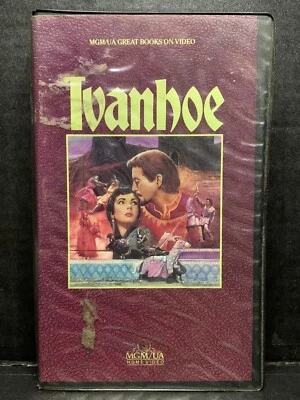 MGM/UA GREAT BOOKS ON VIDEO
Ivanhoe
MGM/UA
HOME VIDEO